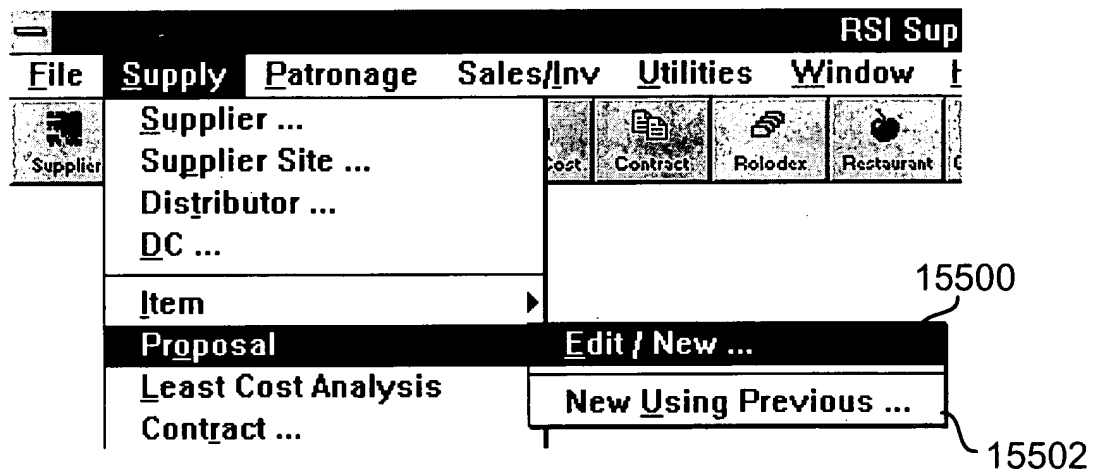 RSI Sup
File Supply Patronage Sales/Inv Utilities Window H
Supplier Cost Contract Rolodex Restaurant
Supplier ...
Supplier Site ...
Distributor ...
DC ...
Item
Proposal
Least Cost Analysis
Contract ...
15500
Edit / New ...
New Using Previous ...
15502